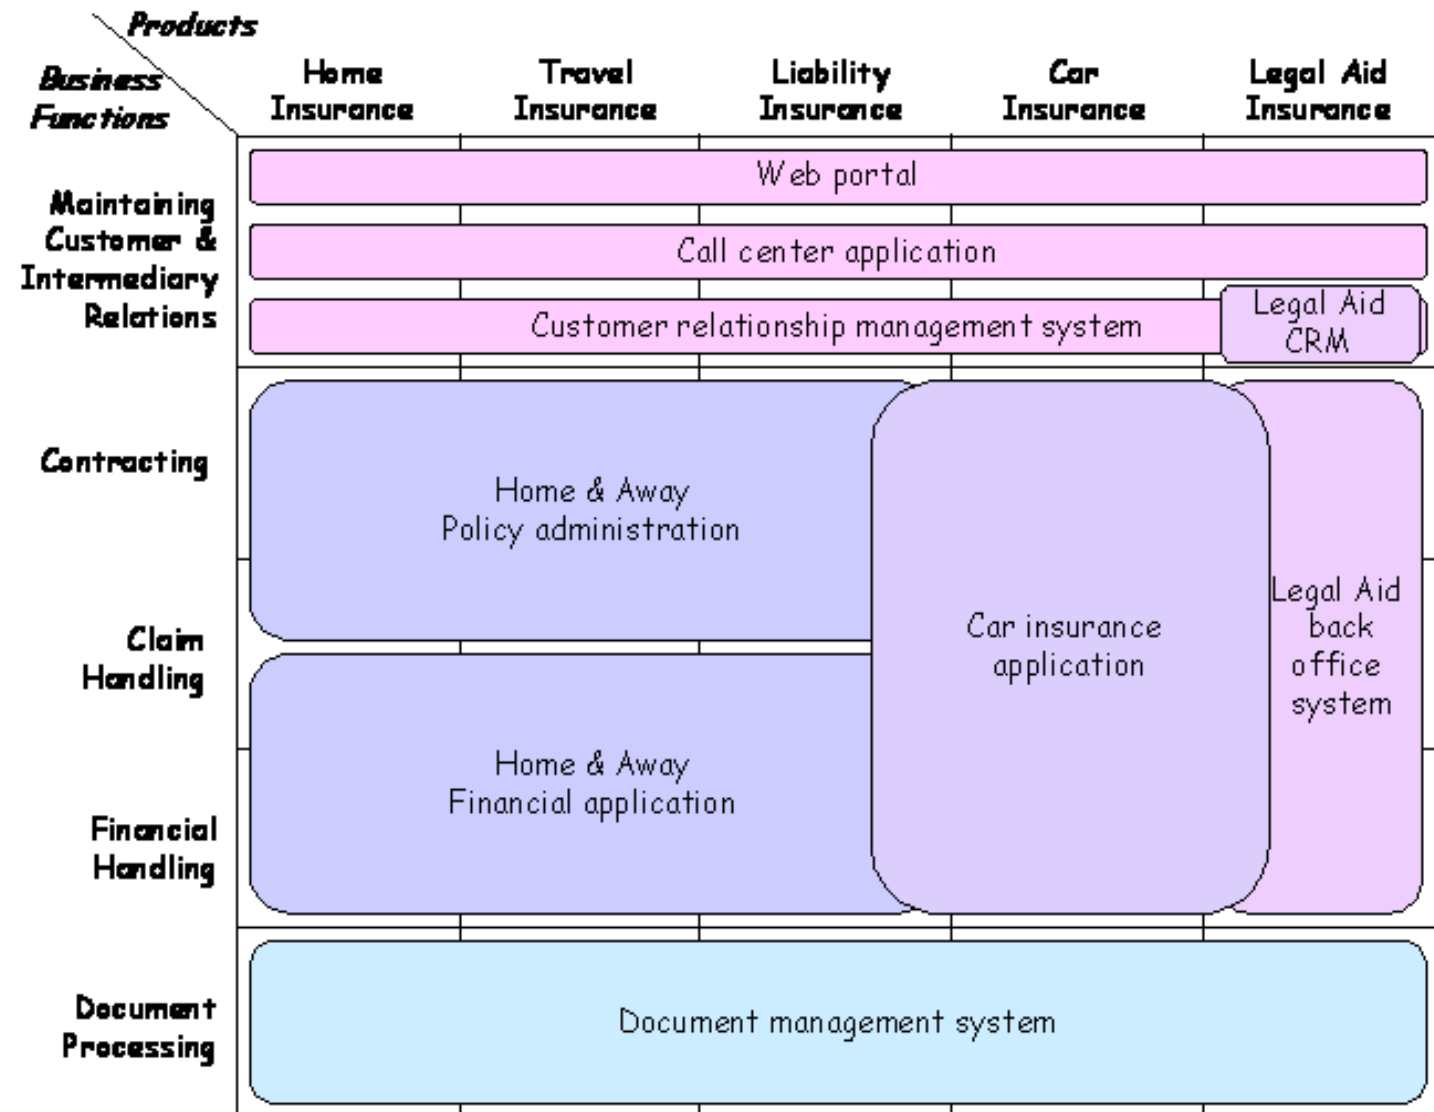 Products
Business
Functions
Home
Insurance
Travel
Insurance
Liability
Insurance
Car
Insurance
Legal Aid
Insurance
Maintaining
Customer &
Intermediary
Relations
Web portal
Call center application
Customer relationship management system
Legal Aid
CRM
Contracting
Home & Away
Policy administration
Claim
Handling
Car insurance
application
Legal Aid
back
office
system
Home & Away
Financial application
Financial
Handling
Document
Processing
Document management system